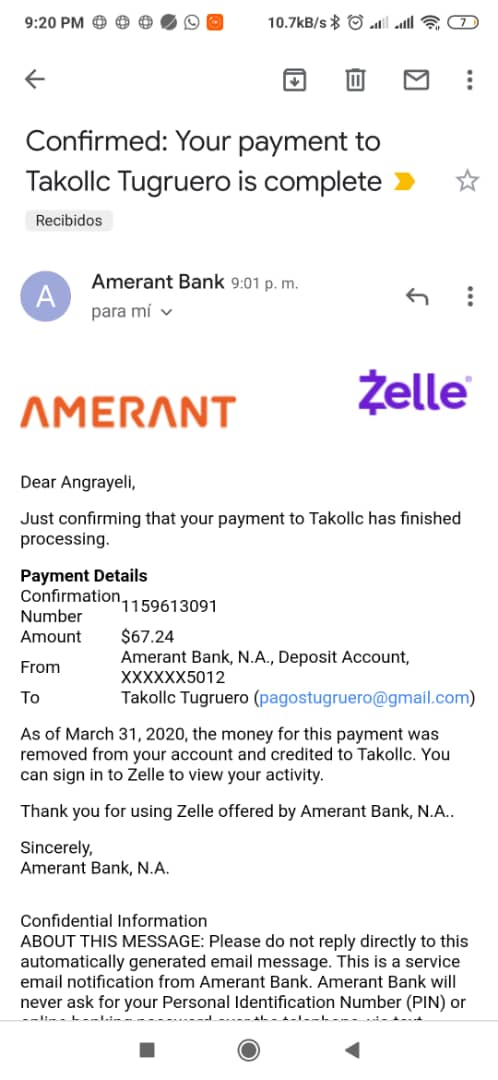 9:20 PM
10.7kB/s
7
Confirmed: Your payment to
Takollc Tugruero is complete
Recibidos
A
Amerant Bank 9:01 p. m.
para mí
AMERANT
Zelle
Dear Angrayeli,
Just confirming that your payment to Takollc has finished
processing.
Payment Details
Confirmation
Number 1159613091
Amount $67.24
From Amerant Bank, N.A., Deposit Account,
XXXXXX5012
To Takollc Tugruero (pagostugruero@gmail.com)
As of March 31, 2020, the money for this payment was
removed from your account and credited to Takollc. You
can sign in to Zelle to view your activity.
Thank you for using Zelle offered by Amerant Bank, N.A..
Sincerely,
Amerant Bank, N.A.
Confidential Information
ABOUT THIS MESSAGE: Please do not reply directly to this
automatically generated email message. This is a service
email notification from Amerant Bank. Amerant Bank will
never ask for your Personal Identification Number (PIN) or